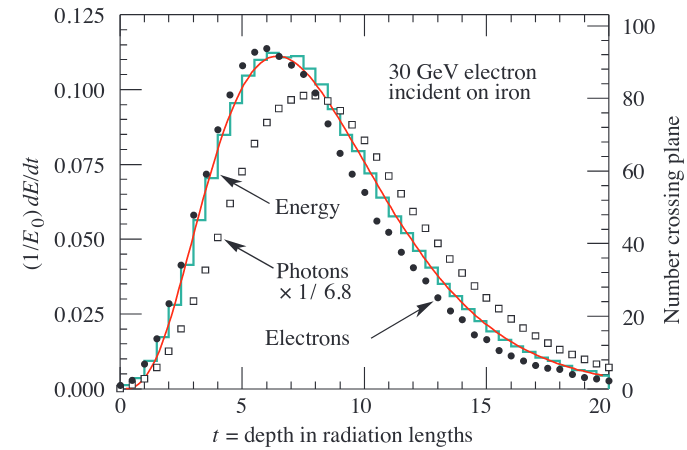 0.125
0.100
0.075
0.050
0.025
0.000
(1/E0) dE/dt
100
80
60
40
20
0
Number crossing plane
30 GeV electron
incident on iron
Energy
Photons
× 1/ 6.8
Electrons
0 5 10 15 20
t = depth in radiation lengths